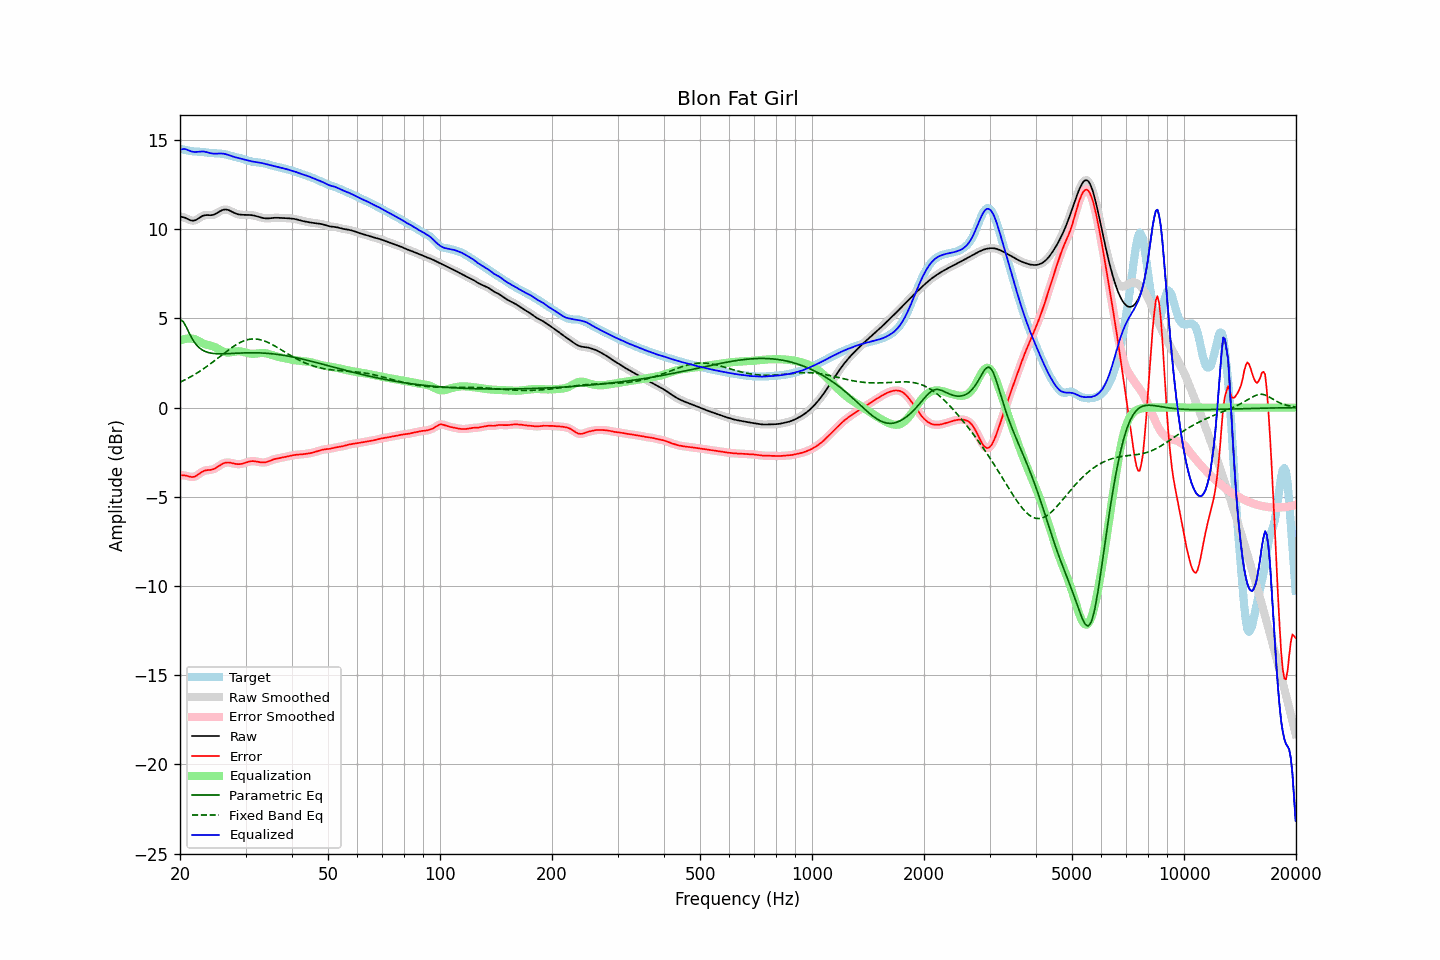 Blon Fat Girl
15
10
5
0
−5
−10
−15
−20
−25
Amplitude (dBr)
Target
Raw Smoothed
Error Smoothed
Raw
Error
Equalization
Parametric Eq
Fixed Band Eq
Equalized
20 50 100 200 500 1000 2000 5000 10000 20000
Frequency (Hz)